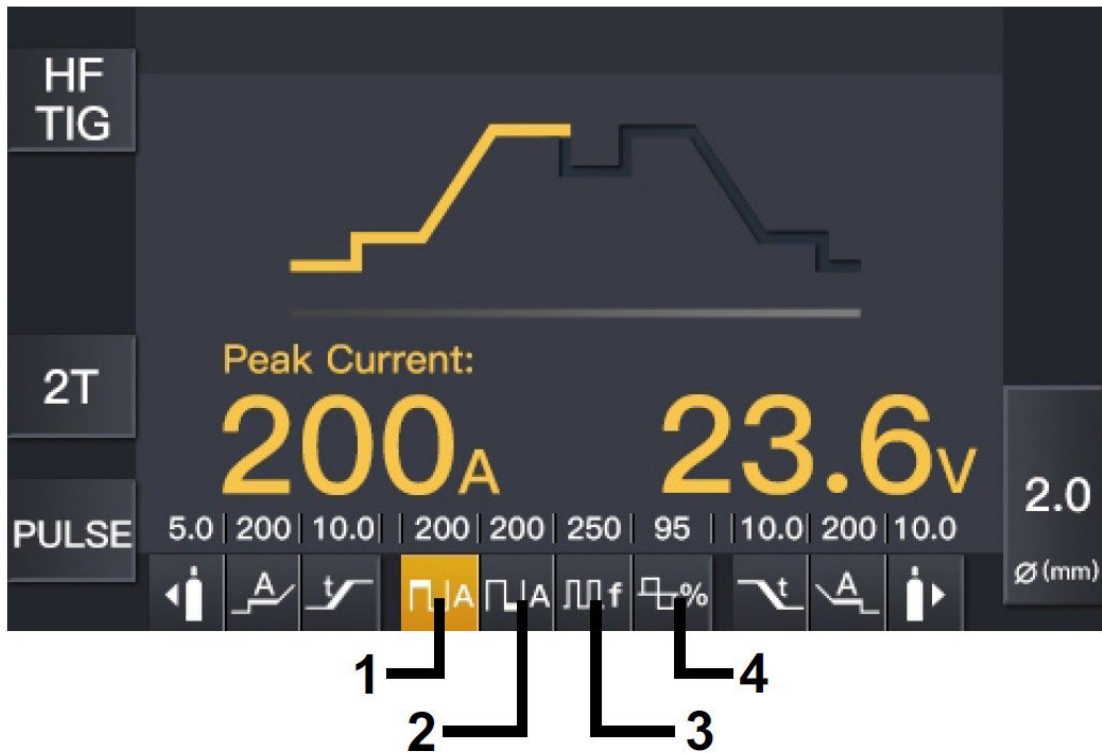 HF
TIG
2T
PULSE
Peak Current:
200A
23.6V
5.0 200 10.0 200 200 250 95 10.0 200 10.0
A t A A f % t A
2.0
Ø (mm)
1
2
3
4